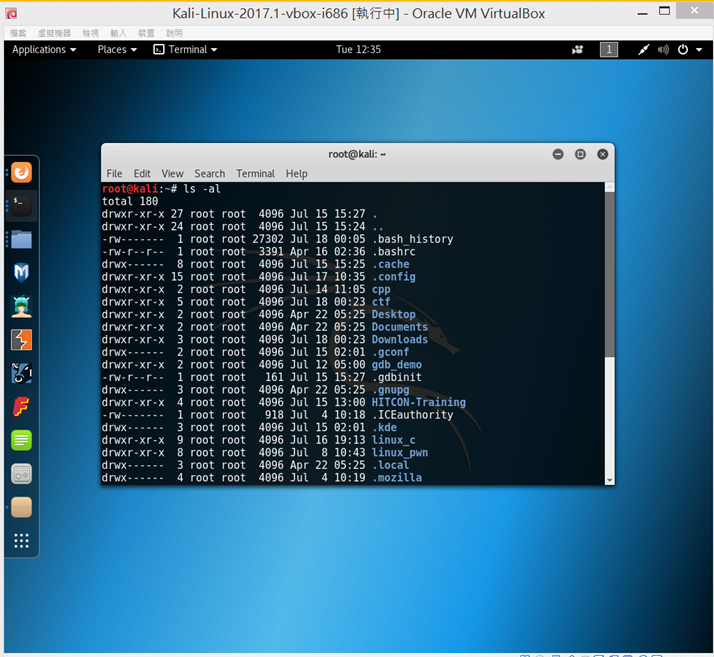 Kali-Linux-2017.1-vbox-i686 [執行中] - Oracle VM VirtualBox
檔案 虛擬機器 檢視 輸入 裝置 說明
Applications Places Terminal Tue 12:35 1
root@kali: ~
File Edit View Search Terminal Help
root@kali:~# ls -al
total 180
drwxr-xr-x 27 root root  4096 Jul 15 15:27 .
drwxr-xr-x 24 root root  4096 Jul 15 15:24 ..
-rw-------  1 root root 27302 Jul 18 00:05 .bash_history
-rw-r--r--  1 root root  3391 Apr 16 02:36 .bashrc
drwx------  8 root root  4096 Jul 15 15:25 .cache
drwxr-xr-x 15 root root  4096 Jul 17 10:35 .config
drwxr-xr-x  2 root root  4096 Jul 14 11:05 cpp
drwxr-xr-x  5 root root  4096 Jul 18 00:23 ctf
drwxr-xr-x  2 root root  4096 Apr 22 05:25 Desktop
drwxr-xr-x  2 root root  4096 Apr 22 05:25 Documents
drwxr-xr-x  3 root root  4096 Jul 18 00:23 Downloads
drwx------  2 root root  4096 Jul 15 02:01 .gconf
drwxr-xr-x  2 root root  4096 Jul 12 05:00 gdb_demo
-rw-r--r--  1 root root   161 Jul 15 15:27 .gdbinit
drwx------  3 root root  4096 Apr 22 05:25 .gnupg
drwxr-xr-x  4 root root  4096 Jul 15 13:00 HITCON-Training
-rw-------  1 root root   918 Jul  4 10:18 .ICEauthority
drwx------  3 root root  4096 Jul 15 02:01 .kde
drwxr-xr-x  9 root root  4096 Jul 16 19:13 linux_c
drwxr-xr-x  8 root root  4096 Jul  8 10:43 linux_pwn
drwx------  3 root root  4096 Apr 22 05:25 .local
drwx------  4 root root  4096 Jul  4 10:19 .mozilla